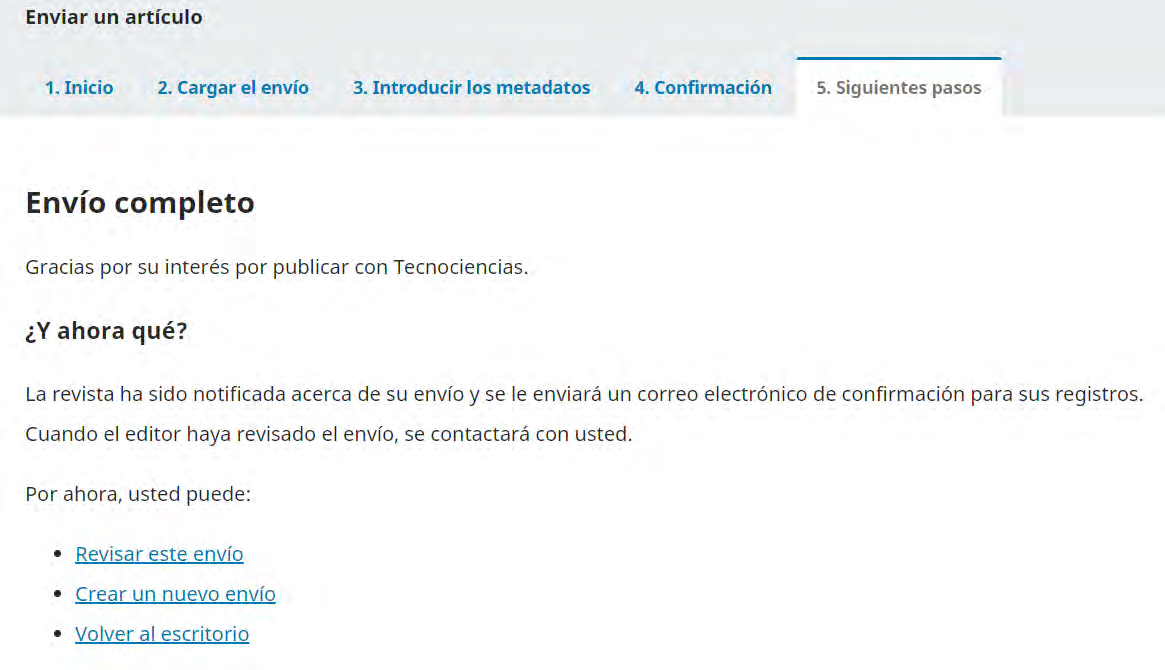 Enviar un artículo
1. Inicio 2. Cargar el envío 3. Introducir los metadatos 4. Confirmación 5. Siguientes pasos
Envío completo
Gracias por su interés por publicar con Tecnociencias.
¿Y ahora qué?
La revista ha sido notificada acerca de su envío y se le enviará un correo electrónico de confirmación para sus registros.
Cuando el editor haya revisado el envío, se contactará con usted.
Por ahora, usted puede:
• Revisar este envío
• Crear un nuevo envío
• Volver al escritorio